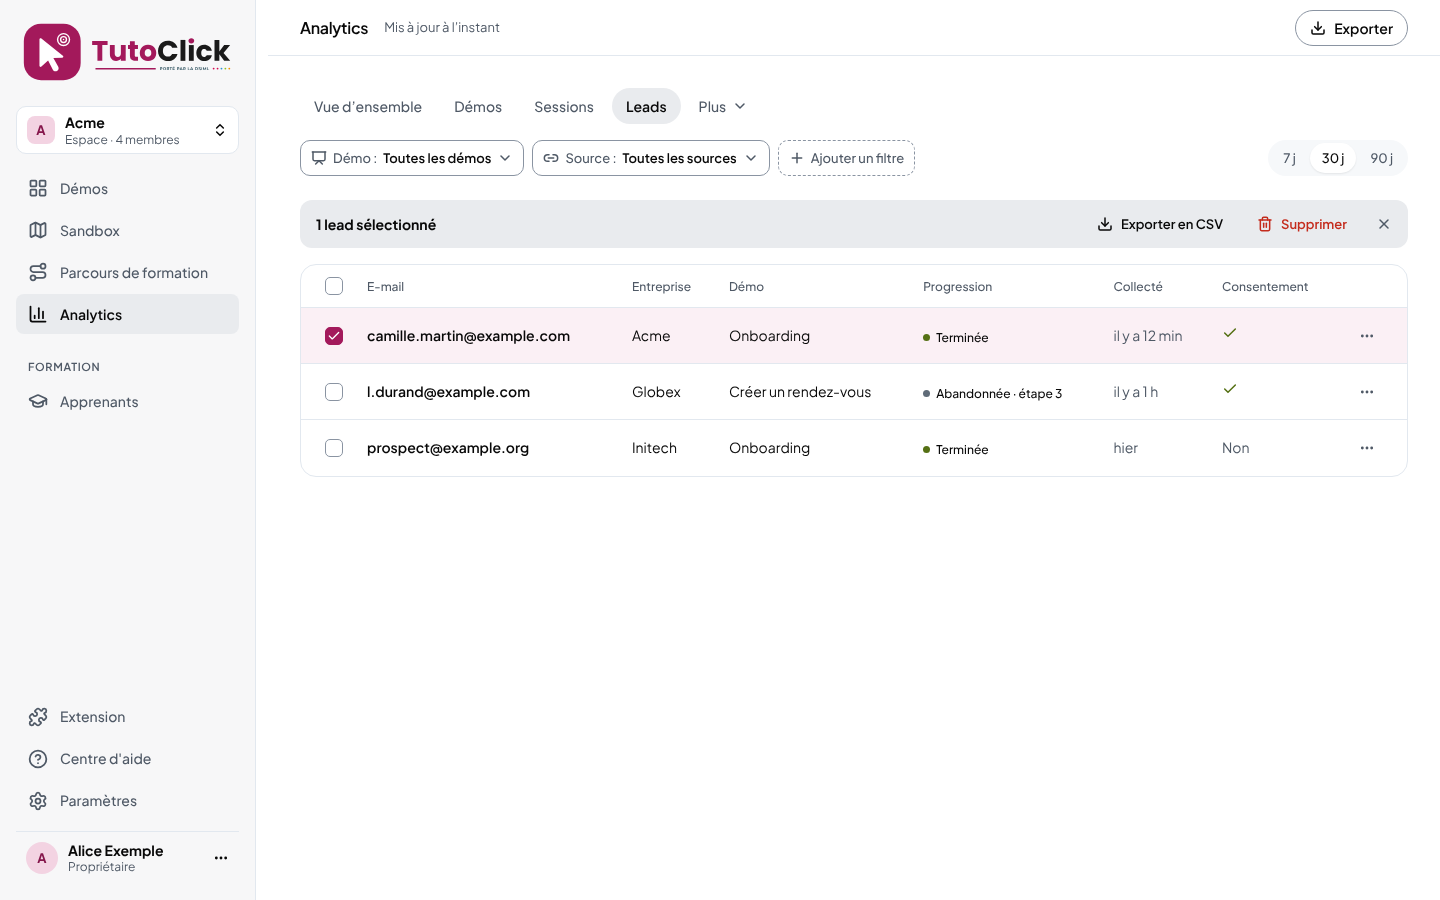 TutoClick
PORTÉ PAR LA DSIML
Analytics
Mis à jour à l'instant
Exporter
A
Acme
Espace · 4 membres
Démos
Sandbox
Parcours de formation
Analytics
FORMATION
Apprenants
Extension
Centre d'aide
Paramètres
A
Alice Exemple
Propriétaire
Vue d'ensemble
Démos
Sessions
Leads
Plus
Démo : Toutes les démos
Source : Toutes les sources
Ajouter un filtre
7 j
30 j
90 j
1 lead sélectionné
Exporter en CSV
Supprimer
E-mail Entreprise Démo Progression Collecté Consentement
camille.martin@example.com Acme Onboarding Terminée il y a 12 min
l.durand@example.com Globex Créer un rendez-vous Abandonnée · étape 3 il y a 1 h
prospect@example.org Initech Onboarding Terminée hier Non